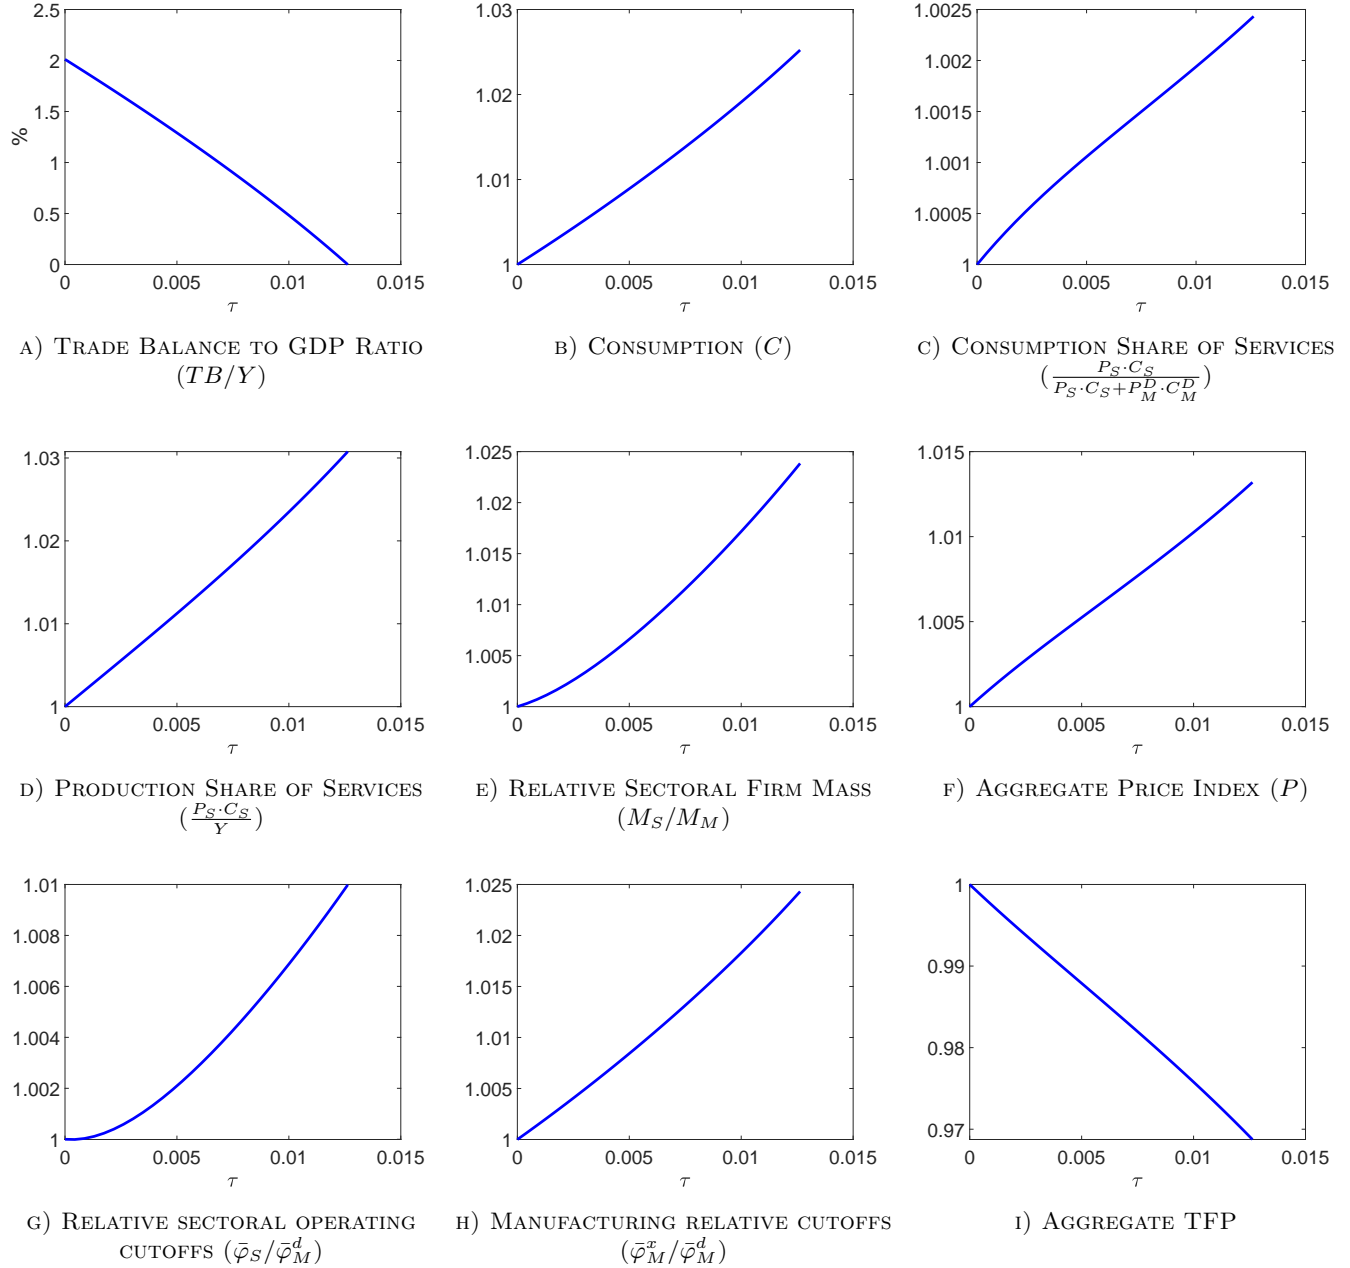 2.5
2
1.5
1
0.5
0
%
0 0.005 0.01 0.015
τ
A) TRADE BALANCE TO GDP RATIO
(TB/Y)
1.03
1.02
1.01
1
0 0.005 0.01 0.015
τ
B) CONSUMPTION (C)
1.0025
1.002
1.0015
1.001
1.0005
1
0 0.005 0.01 0.015
τ
C) CONSUMPTION SHARE OF SERVICES
(\frac{P_S·C_S}{P_S·C_S+P_M^D·C_M^D})
1.03
1.02
1.01
1
0 0.005 0.01 0.015
τ
D) PRODUCTION SHARE OF SERVICES
(\frac{P_S·C_S}{Y})
1.025
1.02
1.015
1.01
1.005
1
0 0.005 0.01 0.015
τ
E) RELATIVE SECTORAL FIRM MASS
(M_S/M_M)
1.015
1.01
1.005
1
0 0.005 0.01 0.015
τ
F) AGGREGATE PRICE INDEX (P)
1.01
1.008
1.006
1.004
1.002
1
0 0.005 0.01 0.015
τ
G) RELATIVE SECTORAL OPERATING
CUTOFFS (\bar{φ}_S/\bar{φ}_M^d)
1.025
1.02
1.015
1.01
1.005
1
0 0.005 0.01 0.015
τ
H) MANUFACTURING RELATIVE CUTOFFS
(\bar{φ}_M^x/\bar{φ}_M^d)
1
0.99
0.98
0.97
0 0.005 0.01 0.015
τ
I) AGGREGATE TFP